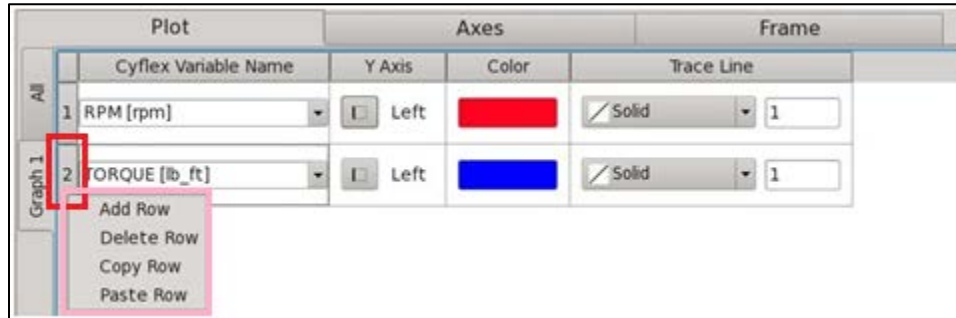 Plot Axes Frame
Cyflex Variable Name Y Axis Color Trace Line
All
1 RPM [rpm] Left Solid 1
Graph 1
2 TORQUE [lb_ft] Left Solid 1
Add Row
Delete Row
Copy Row
Paste Row